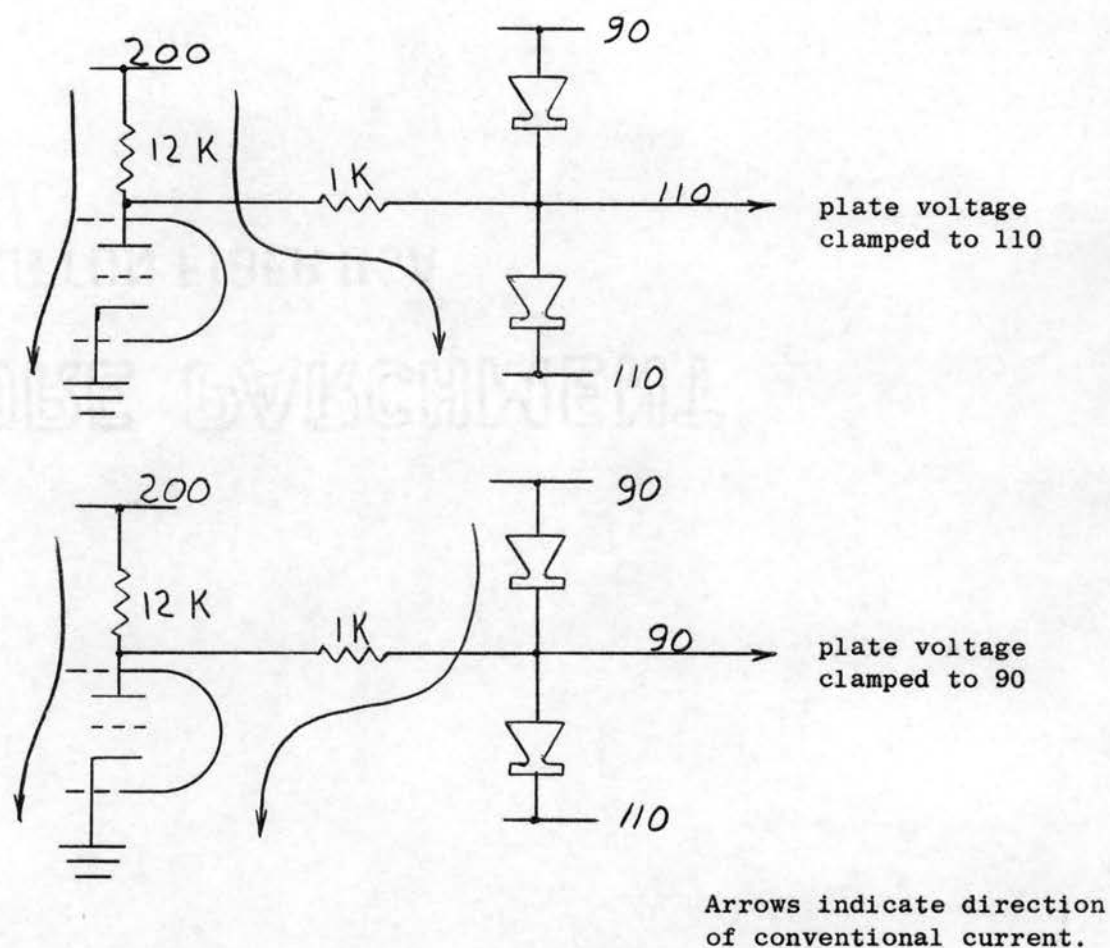 200
90
12 K
1 K
110
plate voltage
clamped to 110
110
200
90
12 K
1K
90
plate voltage
clamped to 90
110
Arrows indicate direction
of conventional current.